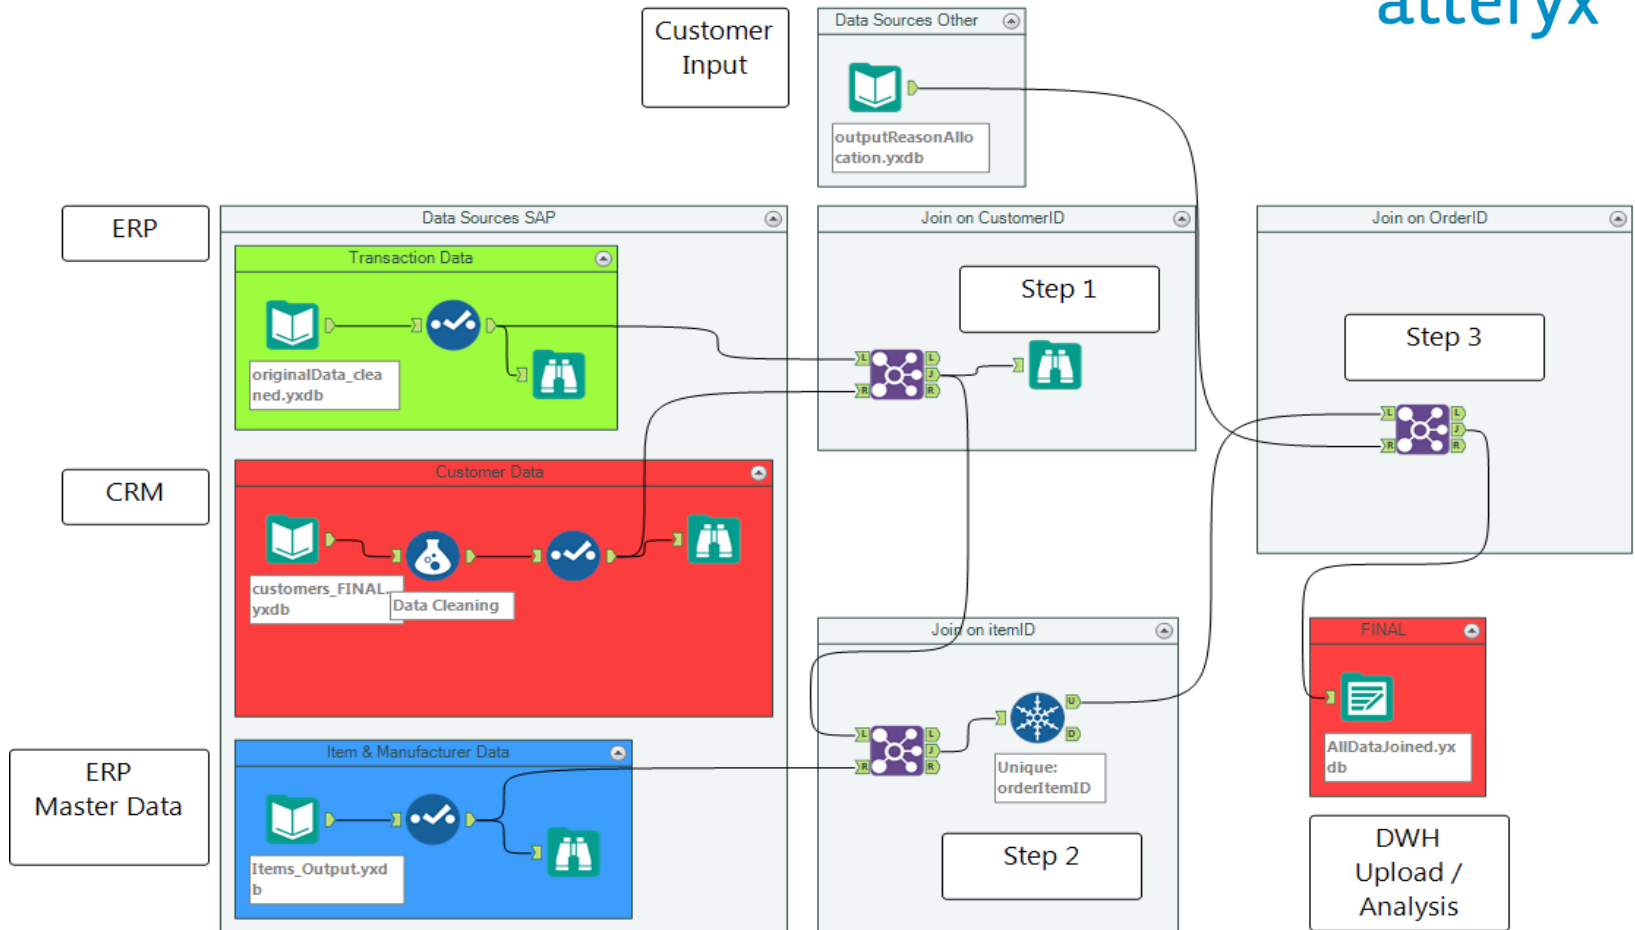 alteryx
Customer
Input
Data Sources Other
outputReasonAllo
cation.yxdb
ERP
Data Sources SAP
Transaction Data
originalData_clea
ned.yxdb
Join on CustomerID
Step 1
L
R
L
J
R
Join on OrderID
Step 3
L
R
L
J
R
CRM
Customer Data
customers_FINAL.
yxdb
Data Cleaning
ERP
Master Data
Item & Manufacturer Data
Items_Output.yxd
b
Join on itemID
L
R
L
J
R
U
D
Unique:
orderItemID
Step 2
FINAL
AllDataJoined.yx
db
DWH
Upload /
Analysis